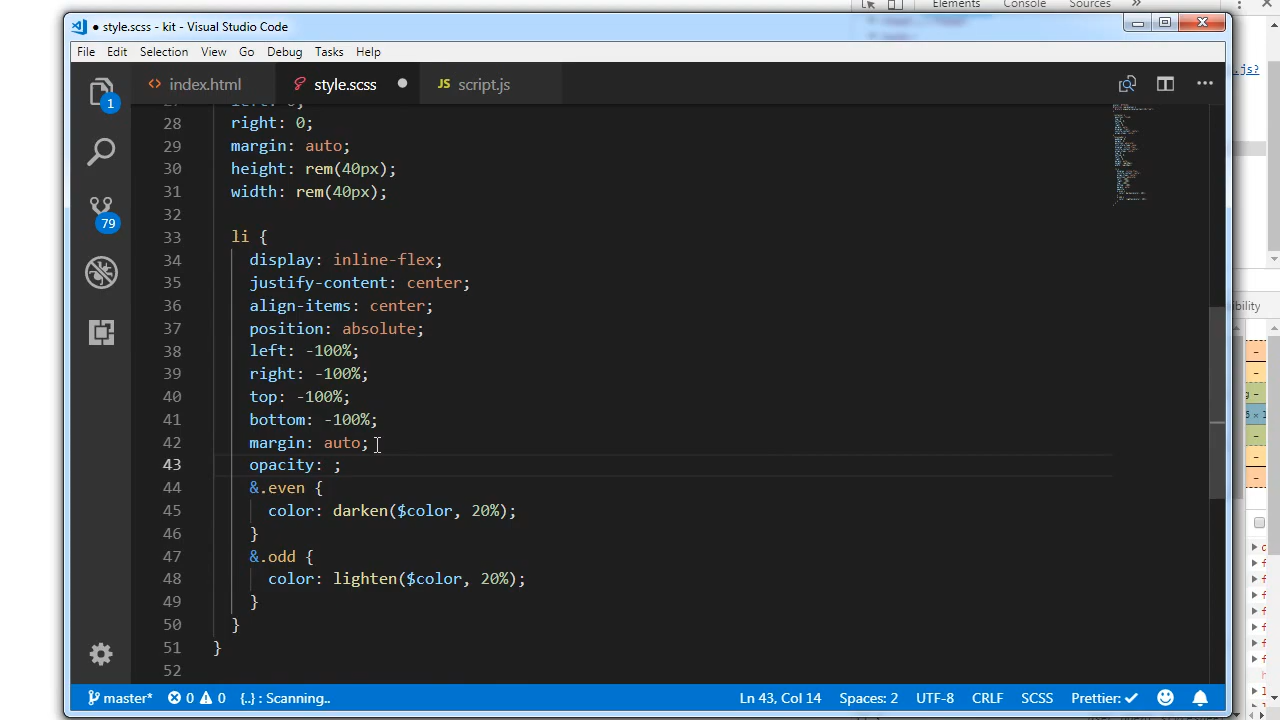 Elements Console Sources »
● style.scss - kit - Visual Studio Code
File Edit Selection View Go Debug Tasks Help
<> index.html style.scss ● JS script.js ...
1
79
.js?
ibility
28 right: 0;
29 margin: auto;
30 height: rem(40px);
31 width: rem(40px);
32
33 li {
34 display: inline-flex;
35 justify-content: center;
36 align-items: center;
37 position: absolute;
38 left: -100%;
39 right: -100%;
40 top: -100%;
41 bottom: -100%;
42 margin: auto;
43 opacity: ;
44 &.even {
45 color: darken($color, 20%);
46 }
47 &.odd {
48 color: lighten($color, 20%);
49 }
50 }
51 }
52
master* 0 0 {..} : Scanning.. Ln 43, Col 14 Spaces: 2 UTF-8 CRLF SCSS Prettier: ✓